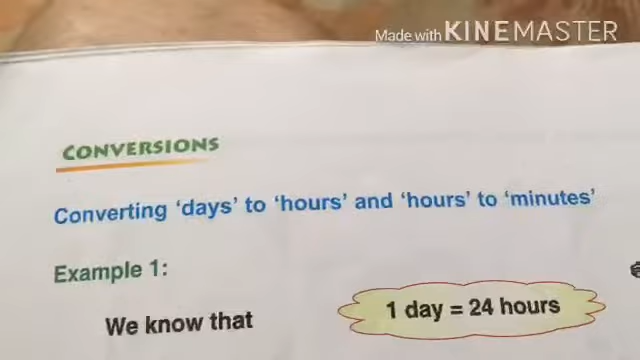 Made with KINEMASTER
CONVERSIONS
Converting 'days' to 'hours' and 'hours' to 'minutes'
Example 1:
We know that 1 day = 24 hours